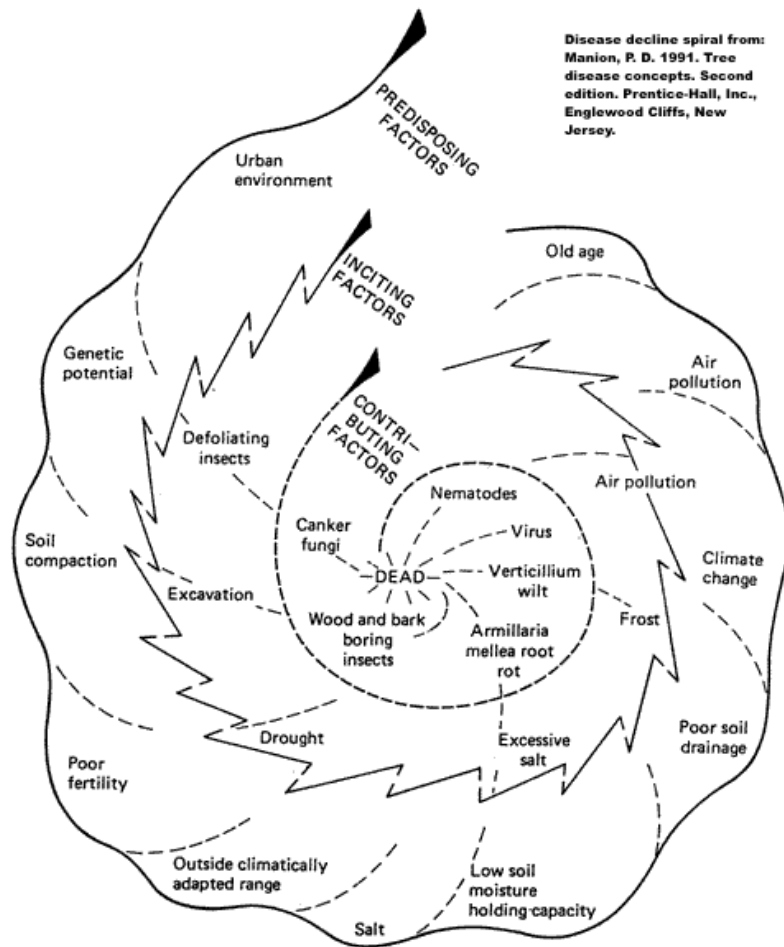 Disease decline spiral from:
Manion, P. D. 1991. Tree
disease concepts. Second
edition. Prentice-Hall, Inc.,
Englewood Cliffs, New
Jersey.
PREDISPOSING
FACTORS
Urban
environment
Genetic
potential
Soil
compaction
Poor
fertility
Outside climatically
adapted range
Salt
Low soil
moisture
holding-capacity
Poor soil
drainage
Climate
change
Air
pollution
Old age
INCITING
FACTORS
Defoliating
insects
Excavation
Drought
Excessive
salt
Frost
Air pollution
CONTRI-
BUTING
FACTORS
Canker
fungi
Wood and bark
boring
insects
Armillaria
mellea root
rot
Verticillium
wilt
Virus
Nematodes
DEAD